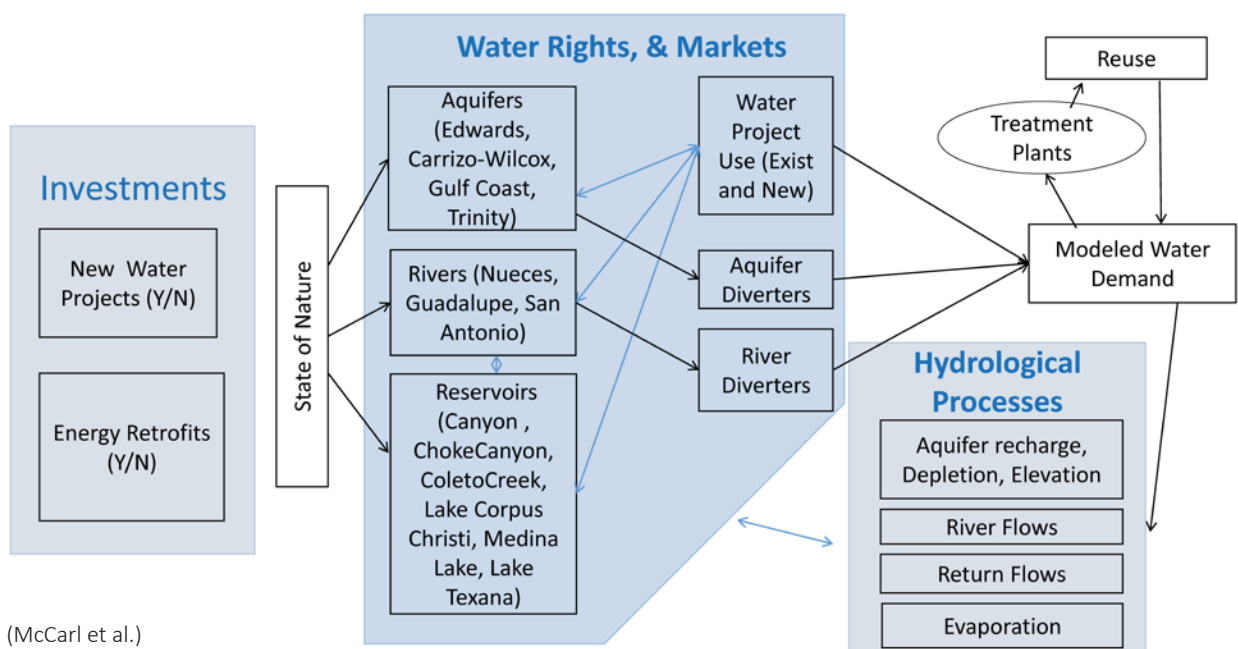 Investments
New Water
Projects (Y/N)
Energy Retrofits
(Y/N)
State of Nature
Water Rights, & Markets
Aquifers
(Edwards,
Carrizo-Wilcox,
Gulf Coast,
Trinity)
Rivers (Nueces,
Guadalupe, San
Antonio)
Reservoirs
(Canyon ,
ChokeCanyon,
ColetoCreek,
Lake Corpus
Christi, Medina
Lake, Lake
Texana)
Water
Project
Use (Exist
and New)
Aquifer
Diverters
River
Diverters
Reuse
Treatment
Plants
Modeled Water
Demand
Hydrological
Processes
Aquifer recharge,
Depletion, Elevation
River Flows
Return Flows
Evaporation
(McCarl et al.)